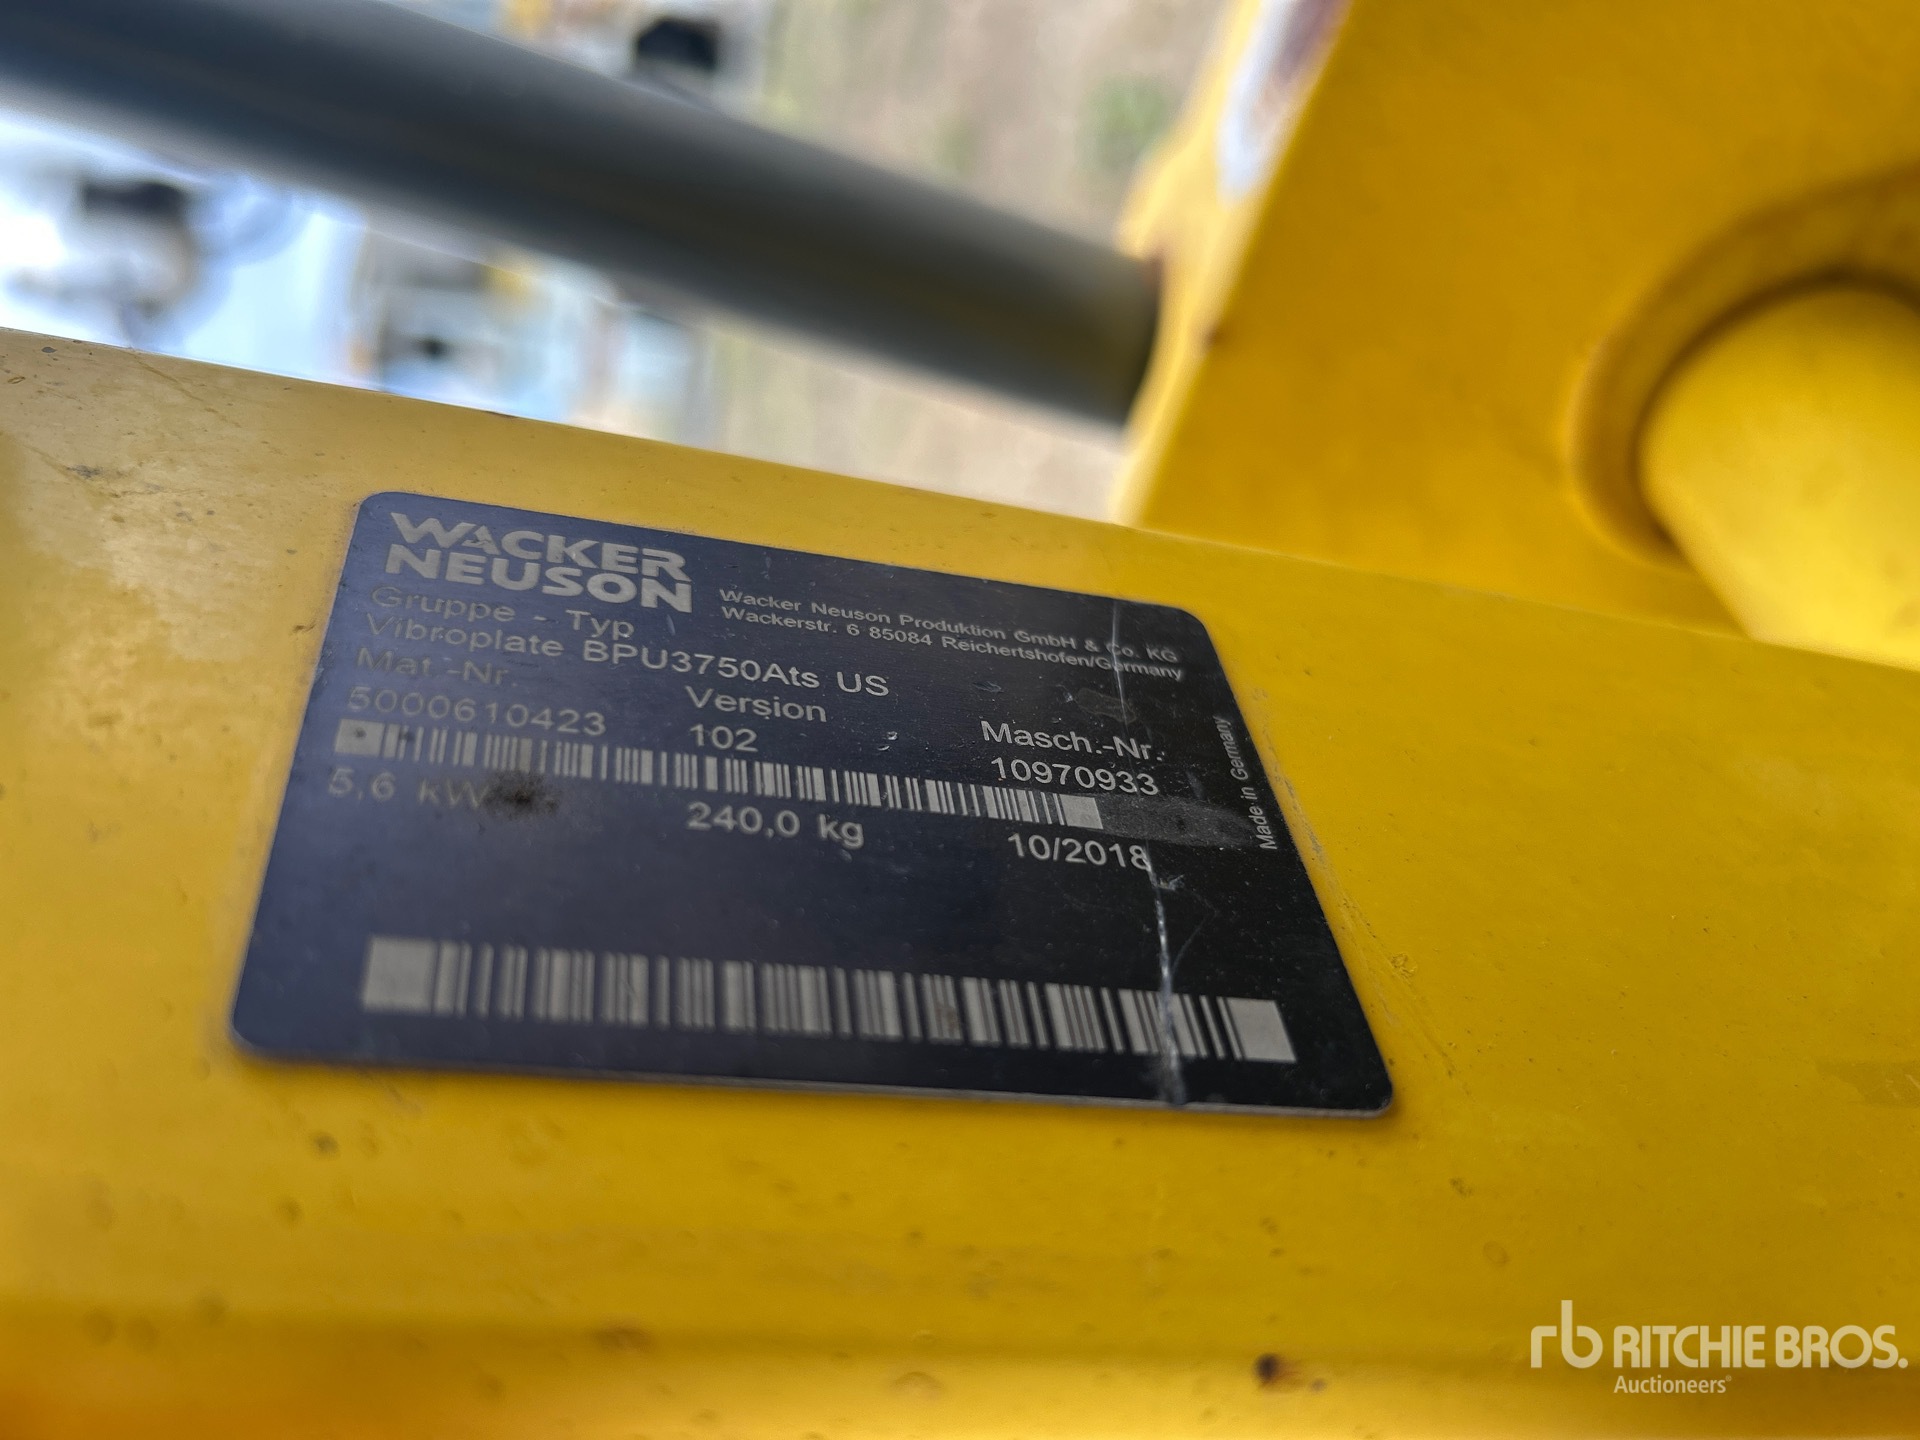 WACKER
NEUSON
Wacker Neuson Produktion GmbH & Co. KG
Wackerstr. 6 85084 Reichertshofen/Germany
Gruppe - Typ
Vibroplate BPU3750Ats US
Mat.-Nr.
Version
Masch.-Nr.
5000610423
102
10970933
5,6 kW
240,0 kg
10/2018
Made in Germany
rb RITCHIE BROS.
Auctioneers®